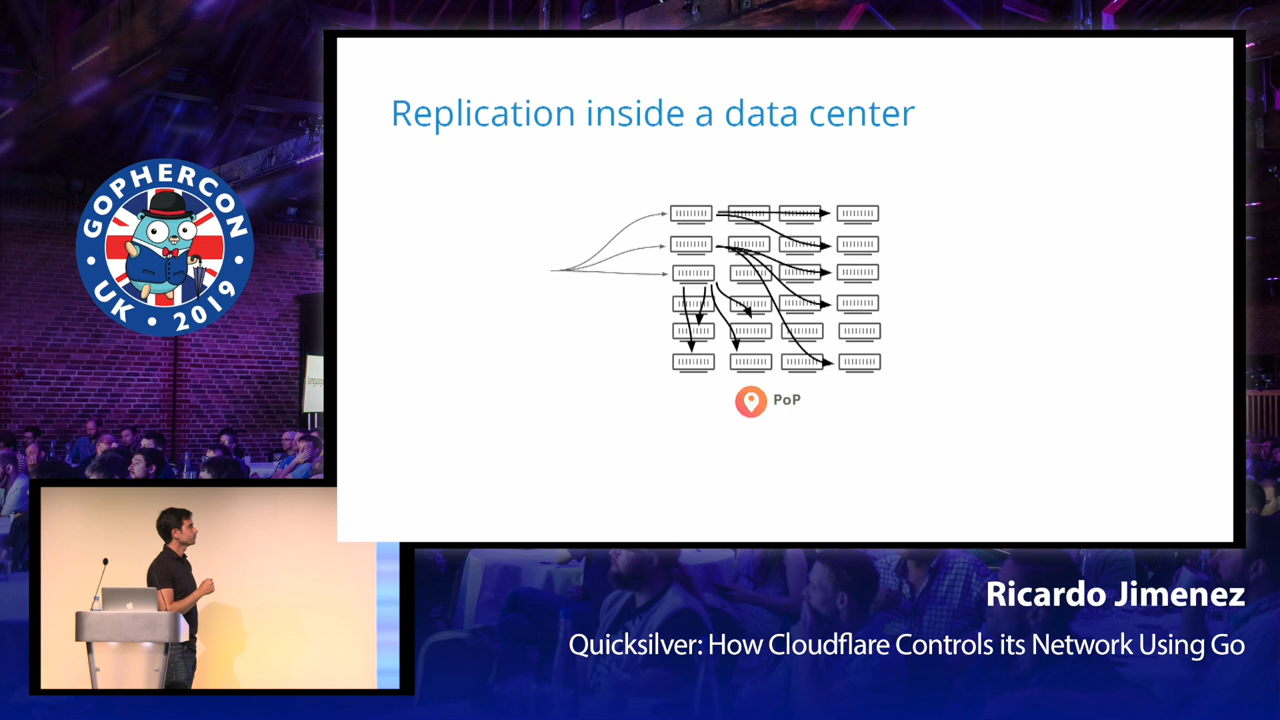 Replication inside a data center
GOPHERCON
UK • 2019
PoP
Ricardo Jimenez
Quicksilver: How Cloudflare Controls its Network Using Go